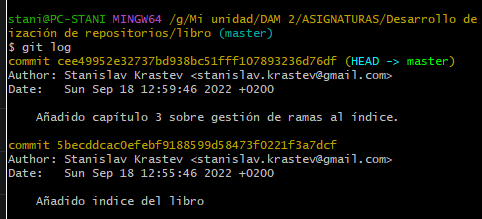 stani@PC-STANI MINGW64 /g/Mi unidad/DAM 2/ASIGNATURAS/Desarrollo de
ización de repositorios/libro (master)
$ git log
commit cee49952e32737bd938bc51fff107893236d76df (HEAD -> master)
Author: Stanislav Krastev <stanislav.krastev@gmail.com>
Date:   Sun Sep 18 12:59:46 2022 +0200
Añadido capítulo 3 sobre gestión de ramas al índice.
commit 5becddcac0efebf9188599d58473f0221f3a7dcf
Author: Stanislav Krastev <stanislav.krastev@gmail.com>
Date:   Sun Sep 18 12:55:46 2022 +0200
Añadido indice del libro